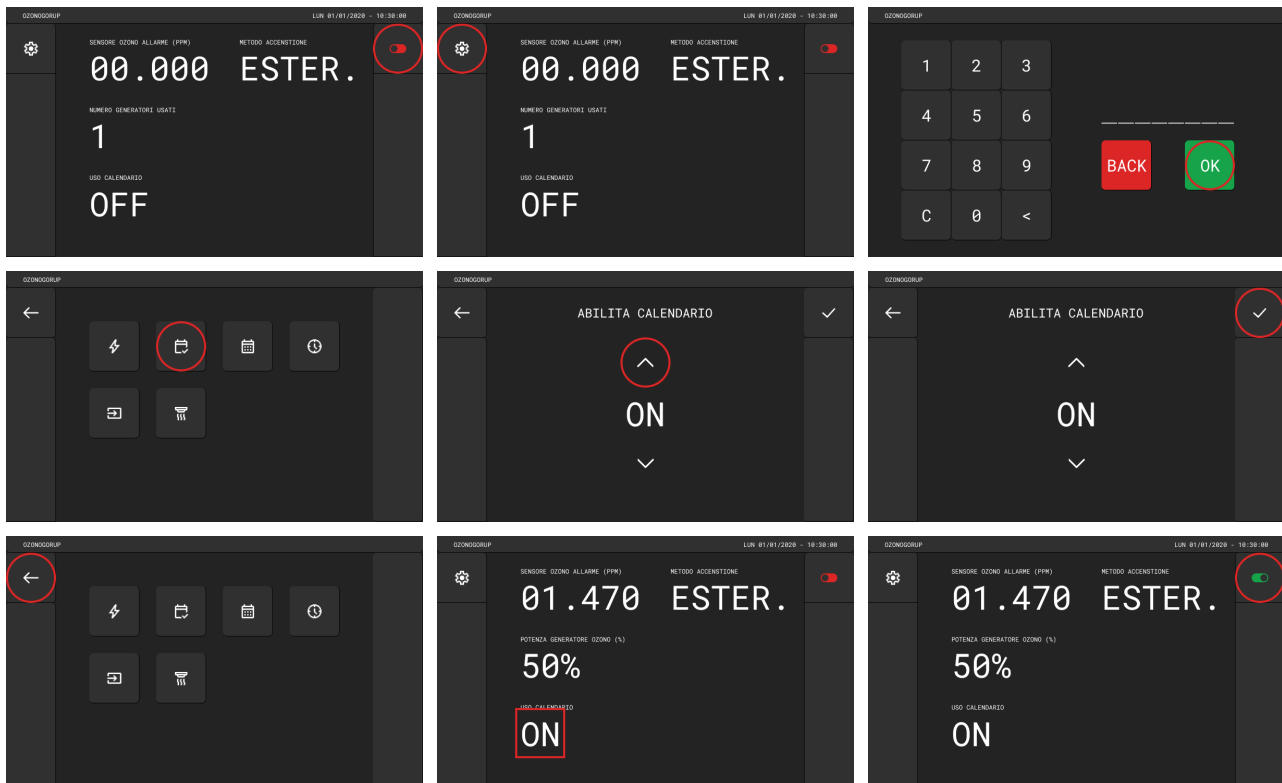 OZONOGORUP LUN 01/01/2020 - 10:30:00
SENSORE OZONO ALLARME (PPM) METODO ACCENSTIONE
00.000 ESTER.
NUMERO GENERATORI USATI
1
USO CALENDARIO
OFF
OZONOGORUP LUN 01/01/2020 - 10:30:00
SENSORE OZONO ALLARME (PPM) METODO ACCENSTIONE
00.000 ESTER.
NUMERO GENERATORI USATI
1
USO CALENDARIO
OFF
OZONOGORUP
1 2 3
4 5 6
7 8 9
C 0 <
________
BACK OK
OZONOGORUP
OZONOGORUP
ABILITA CALENDARIO
ON
OZONOGORUP
ABILITA CALENDARIO
ON
OZONOGORUP
OZONOGORUP LUN 01/01/2020 - 10:30:00
SENSORE OZONO ALLARME (PPM) METODO ACCENSTIONE
01.470 ESTER.
POTENZA GENERATORE OZONO (%)
50%
USO CALENDARIO
ON
OZONOGORUP LUN 01/01/2020 - 10:30:00
SENSORE OZONO ALLARME (PPM) METODO ACCENSTIONE
01.470 ESTER.
POTENZA GENERATORE OZONO (%)
50%
USO CALENDARIO
ON